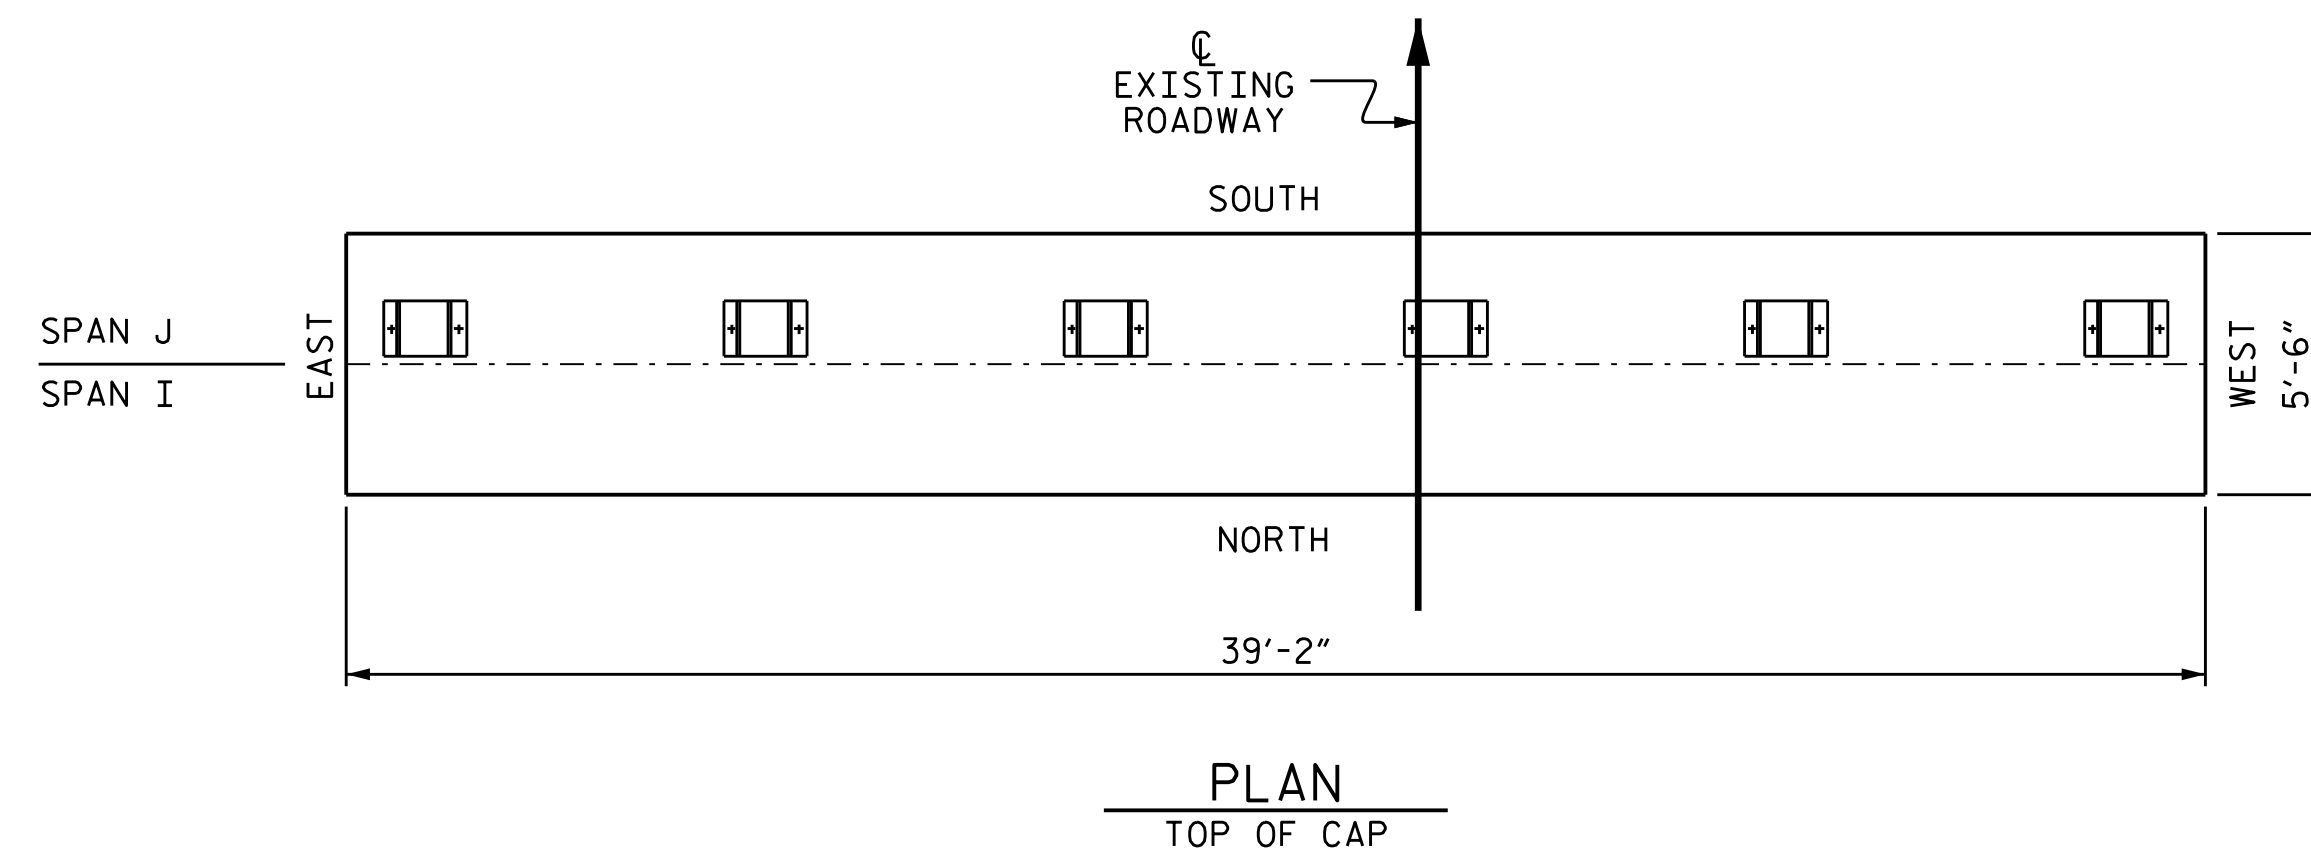 ℄
EXISTING
ROADWAY
SOUTH
SPAN J
SPAN I
EAST
WEST
5'-6"
NORTH
39'-2"
PLAN
TOP OF CAP